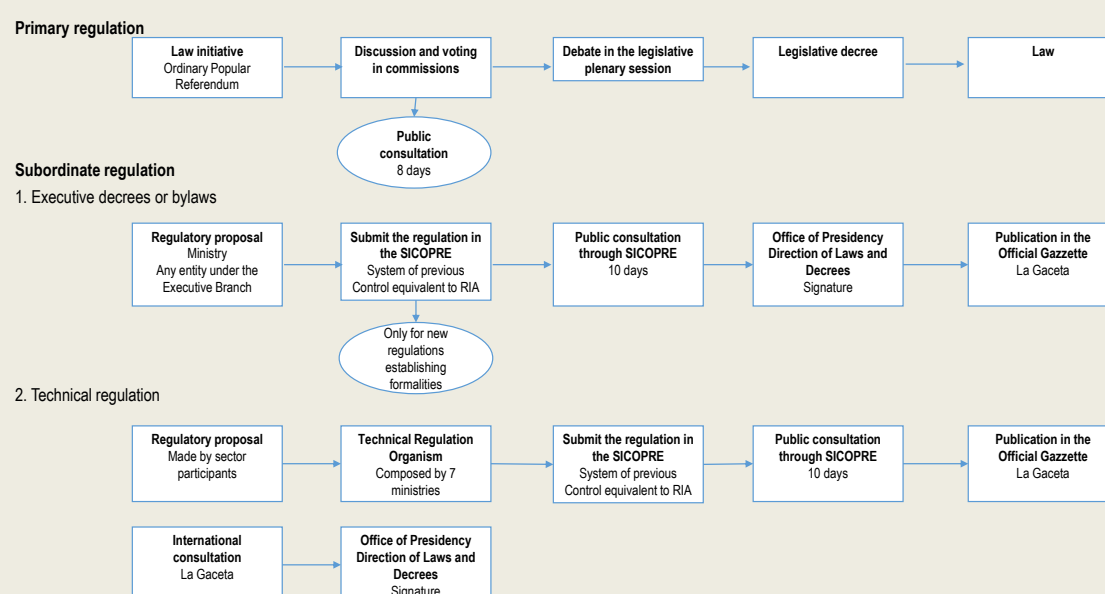 Primary regulation
Law initiative
Ordinary Popular
Referendum
Discussion and voting
in commissions
Debate in the legislative
plenary session
Legislative decree
Law
Public
consultation
8 days
Subordinate regulation
1. Executive decrees or bylaws
Regulatory proposal
Ministry
Any entity under the
Executive Branch
Submit the regulation in
the SICOPRE
System of previous
Control equivalent to RIA
Public consultation
through SICOPRE
10 days
Office of Presidency
Direction of Laws and
Decrees
Signature
Publication in the
Official Gazzette
La Gaceta
Only for new
regulations
establishing
formalities
2. Technical regulation
Regulatory proposal
Made by sector
participants
Technical Regulation
Organism
Composed by 7
ministries
Submit the regulation in
the SICOPRE
System of previous
Control equivalent to RIA
Public consultation
through SICOPRE
10 days
Publication in the
Official Gazzette
La Gaceta
International
consultation
La Gaceta
Office of Presidency
Direction of Laws and
Decrees
Signature